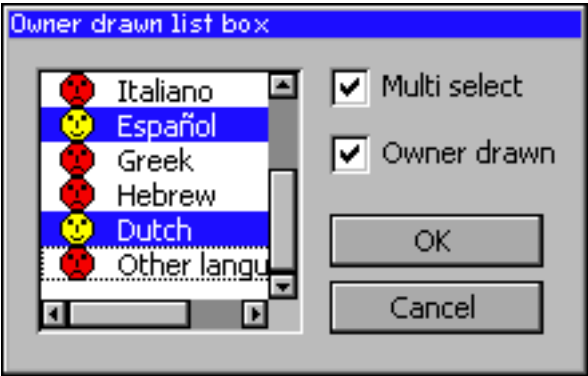 Owner drawn list box
Italiano
Español
Greek
Hebrew
Dutch
Other langu
Multi select
Owner drawn
OK
Cancel